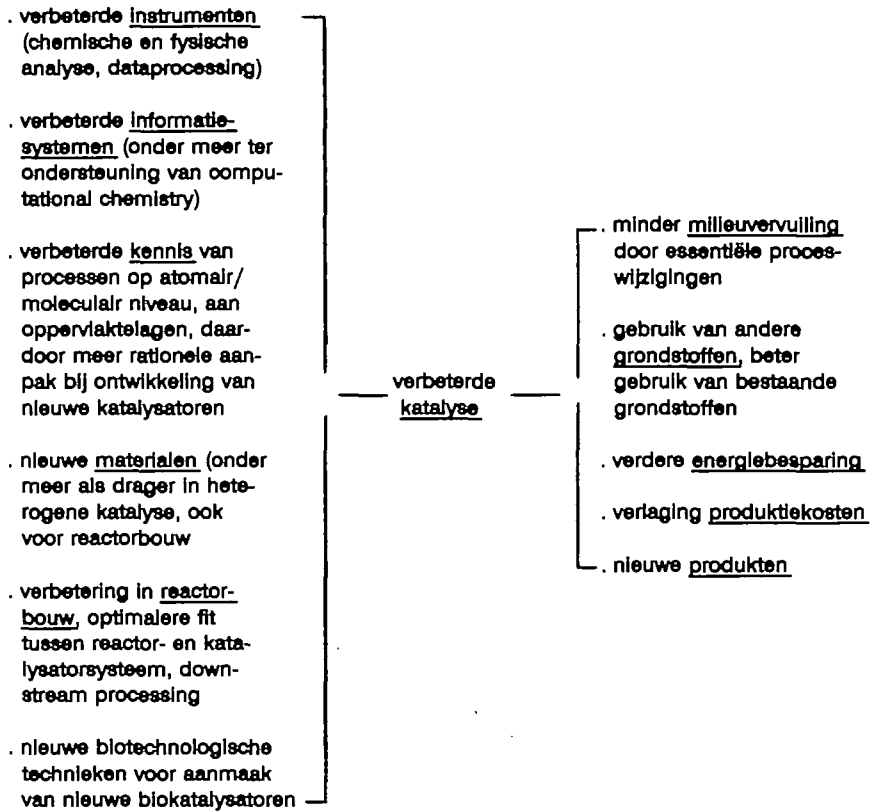 . verbeterde instrumenten
(chemische en fysische
analyse, dataprocessing)
. verbeterde informatie-
systemen (onder meer ter
ondersteuning van compu-
tational chemistry)
. verbeterde kennis van
processen op atomair/
moleculair niveau, aan
oppervlaktelagen, daar-
door meer rationele aan-
pak bij ontwikkeling van
nieuwe katalysatoren
. nieuwe materialen (onder
meer als drager in hete-
rogene katalyse, ook
voor reactorbouw
. verbetering in reactor-
bouw, optimalere fit
tussen reactor- en kata-
lysatorsysteem, down-
stream processing
. nieuwe biotechnologische
technieken voor aanmaak
van nieuwe biokatalysatoren
verbeterde
katalyse
. minder milieuvervuiling
door essentiële proces-
wijzigingen
. gebruik van andere
grondstoffen, beter
gebruik van bestaande
grondstoffen
. verdere energiebesparing
. verlaging produktiekosten
. nieuwe produkten